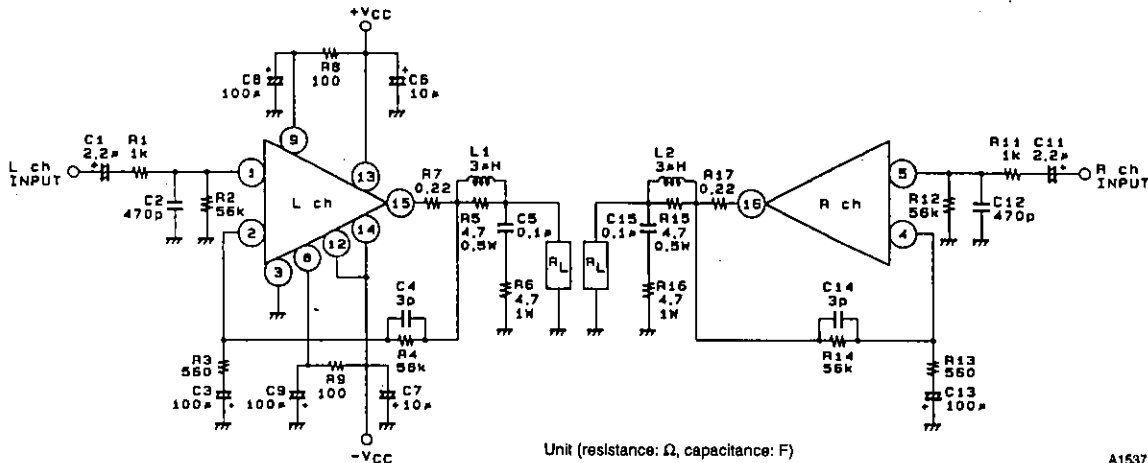 +VCC
C8
100µ
R8
100
C6
10µ
L ch
INPUT
C1
2,2µ
R1
1k
C2
470p
R2
56k
1
2
3
9
13
L ch
15
14
12
8
R7
0,22
L1
3µH
R5
4.7
0.5W
C5
0,1µ
R6
4.7
1W
RL
C4
3p
R4
56k
R3
560
C3
100µ
C9
100µ
R9
100
C7
10µ
-VCC
RL
L2
3µH
R17
0,22
C15
0,1µ
R15
4.7
0.5W
R16
4.7
1W
16
R ch
5
4
R11
1k
C11
2,2µ
R ch
INPUT
R12
56k
C12
470p
C14
3p
R14
56k
R13
560
C13
100µ
Unit (resistance: Ω, capacitance: F)
A1537